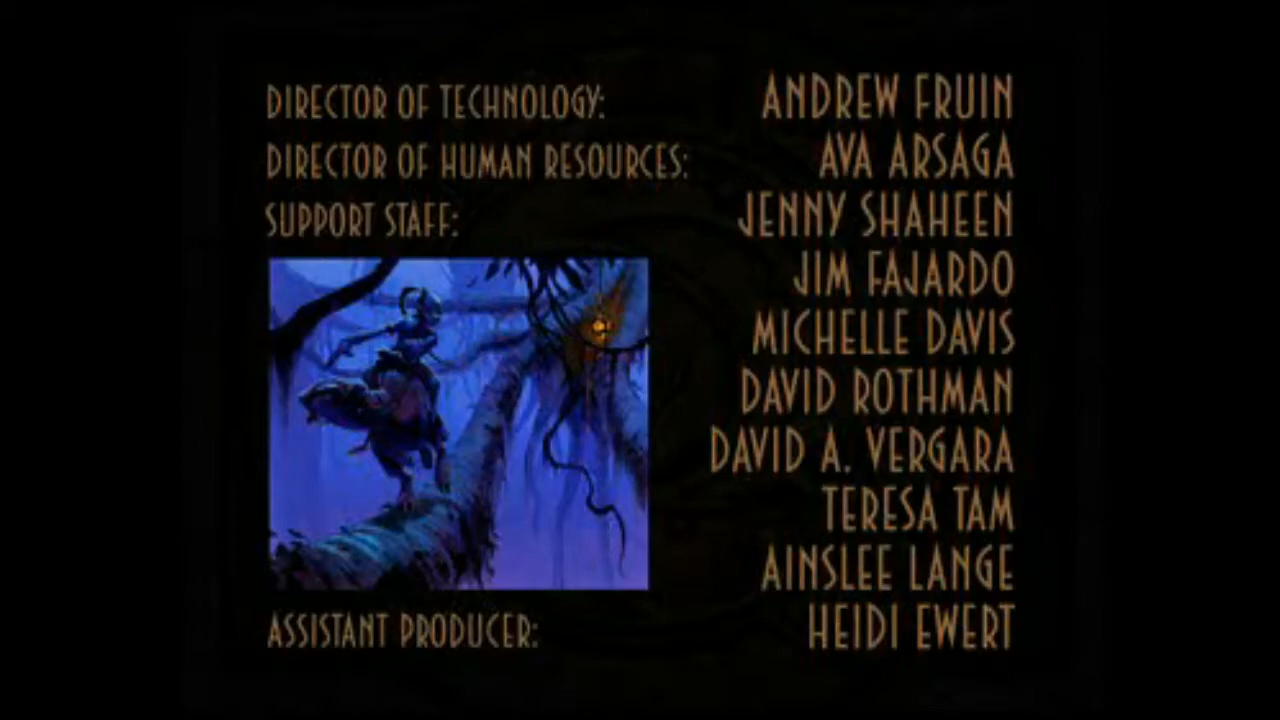 DIRECTOR OF TECHNOLOGY: ANDREW FRUIN
DIRECTOR OF HUMAN RESOURCES: AVA ARSAGA
SUPPORT STAFF: JENNY SHAHEEN
JIM FAJARDO
MICHELLE DAVIS
DAVID ROTHMAN
DAVID A. VERGARA
TERESA TAM
AINSLEE LANGE
ASSISTANT PRODUCER: HEIDI EWERT